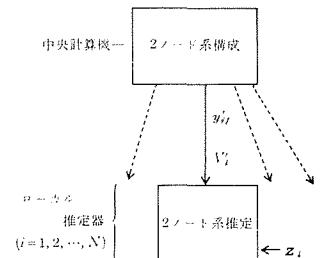 中央計算機
2ノード系構成
y'_{i1}
V'_i
ローカル
推定器
(i=1, 2, …, N)
2ノード系推定
z_i